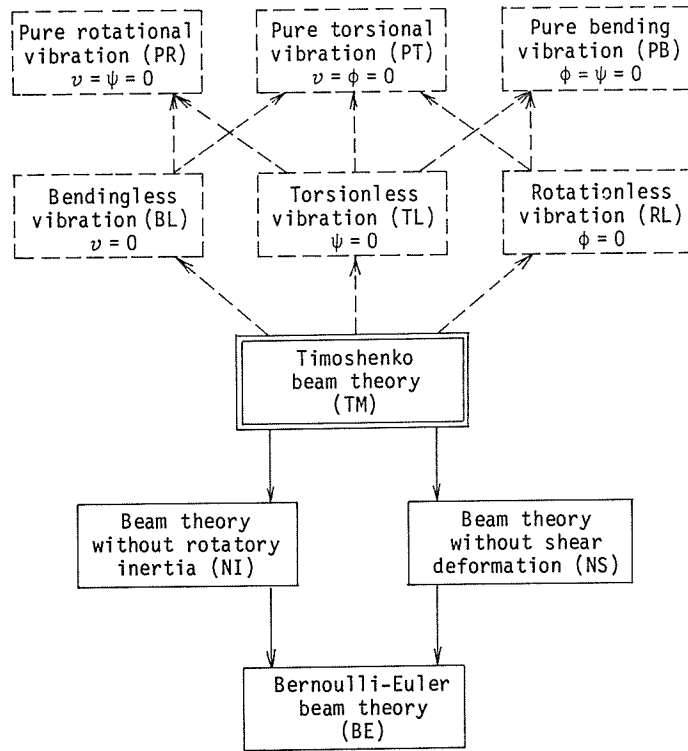 Pure rotational
vibration (PR)
υ = ψ = 0
Pure torsional
vibration (PT)
υ = ϕ = 0
Pure bending
vibration (PB)
ϕ = ψ = 0
Bendingless
vibration (BL)
υ = 0
Torsionless
vibration (TL)
ψ = 0
Rotationless
vibration (RL)
ϕ = 0
Timoshenko
beam theory
(TM)
Beam theory
without rotatory
inertia (NI)
Beam theory
without shear
deformation (NS)
Bernoulli-Euler
beam theory
(BE)